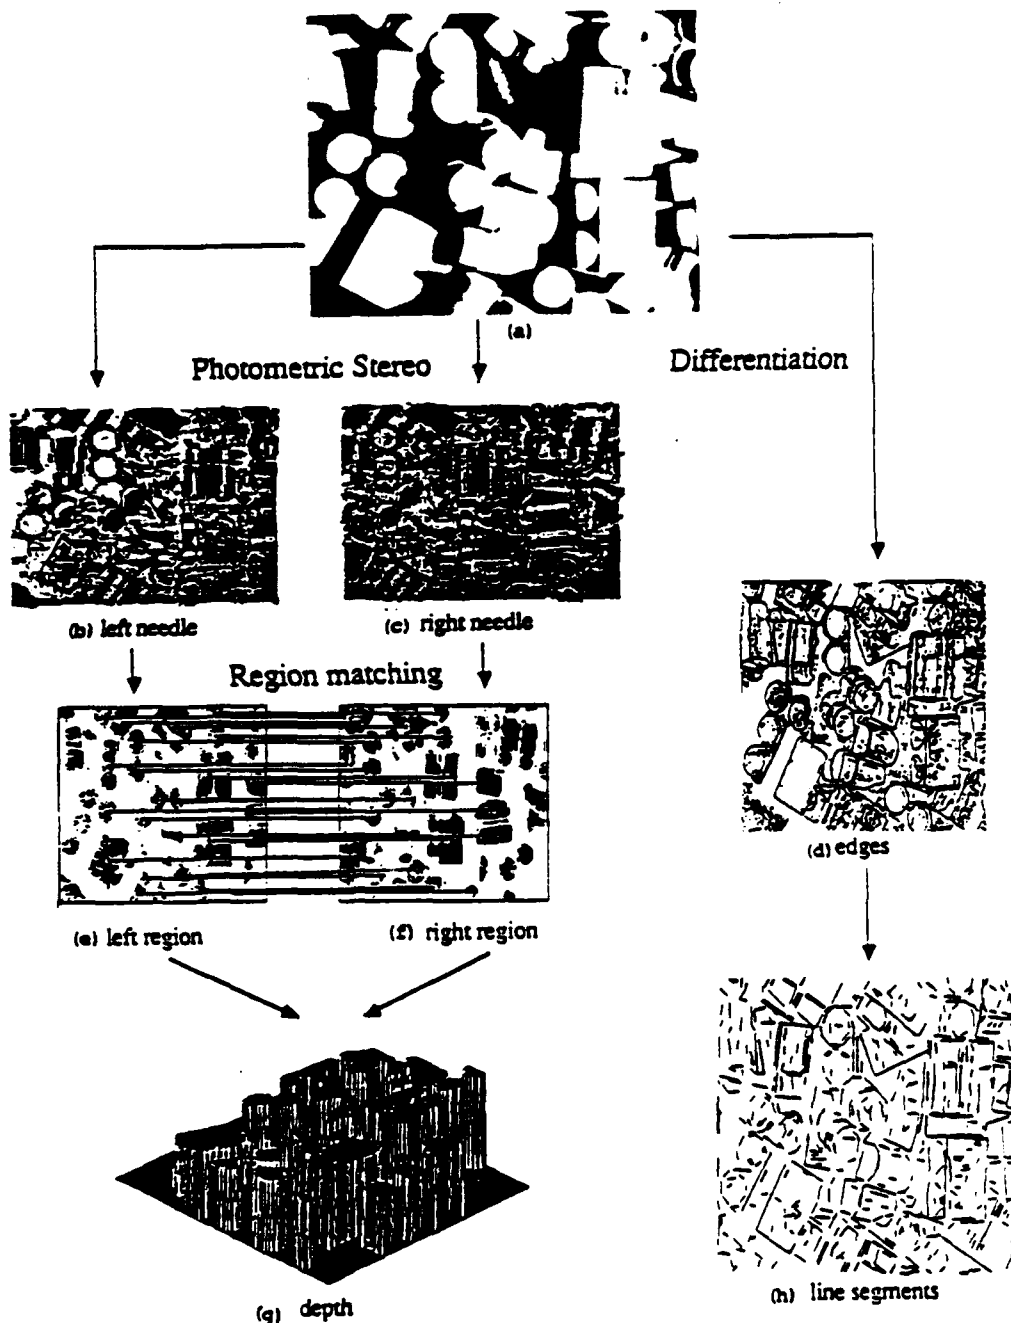 (a)
Photometric Stereo
Differentiation
(b) left needle
(c) right needle
Region matching
(d) edges
(e) left region
(f) right region
(g) depth
(h) line segments